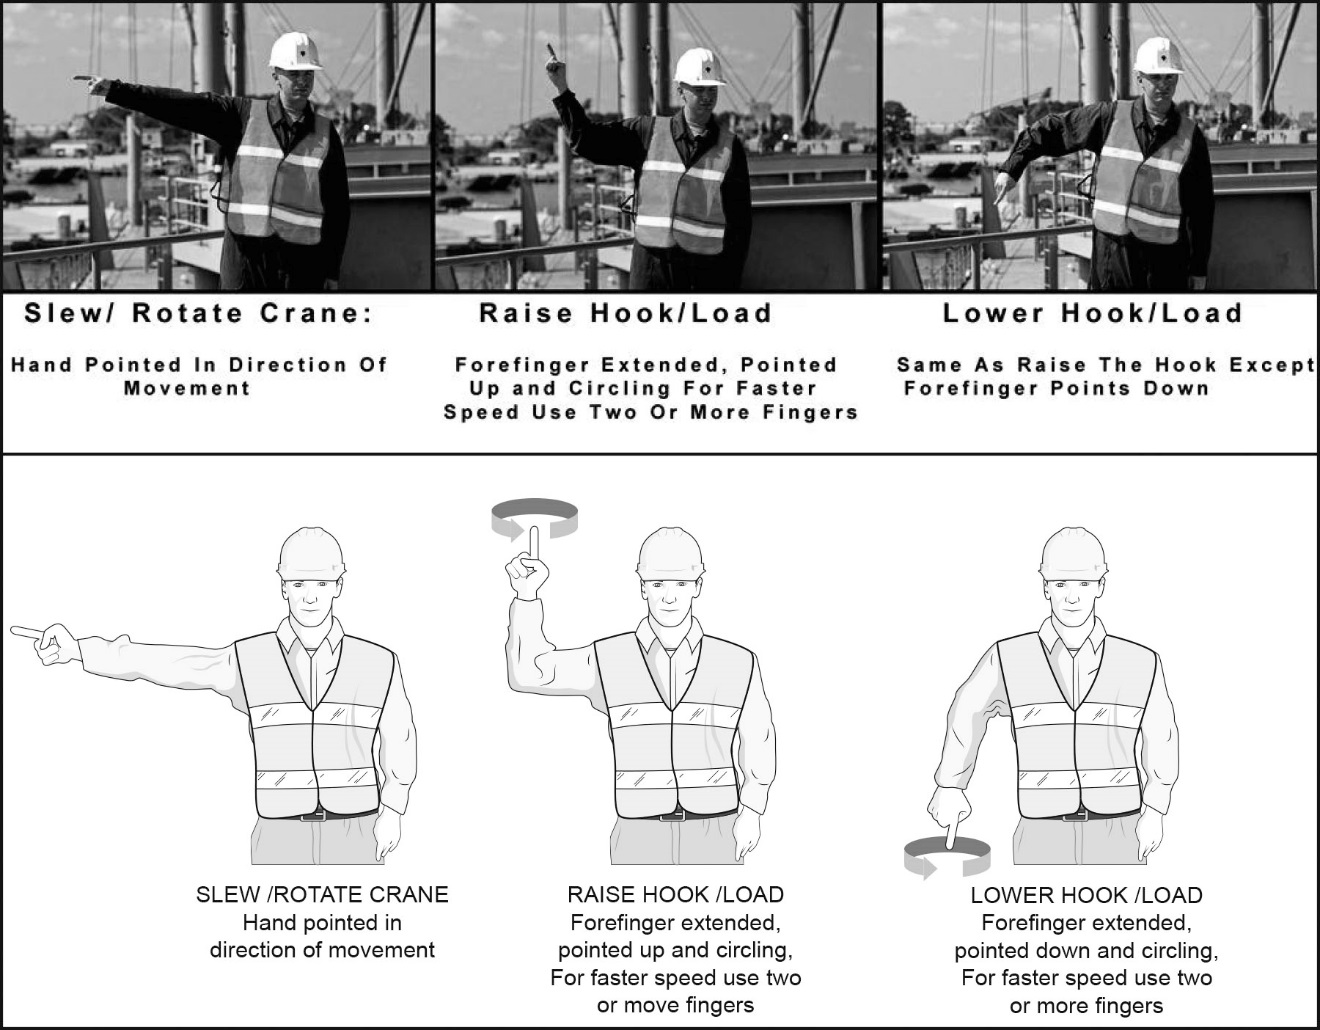 Slew/ Rotate Crane:
Hand Pointed In Direction Of
Movement
Raise Hook/Load
Forefinger Extended, Pointed
Up and Circling For Faster
Speed Use Two Or More Fingers
Lower Hook/Load
Same As Raise The Hook Except
Forefinger Points Down
SLEW /ROTATE CRANE
Hand pointed in
direction of movement
RAISE HOOK /LOAD
Forefinger extended,
pointed up and circling,
For faster speed use two
or move fingers
LOWER HOOK /LOAD
Forefinger extended,
pointed down and circling,
For faster speed use two
or more fingers